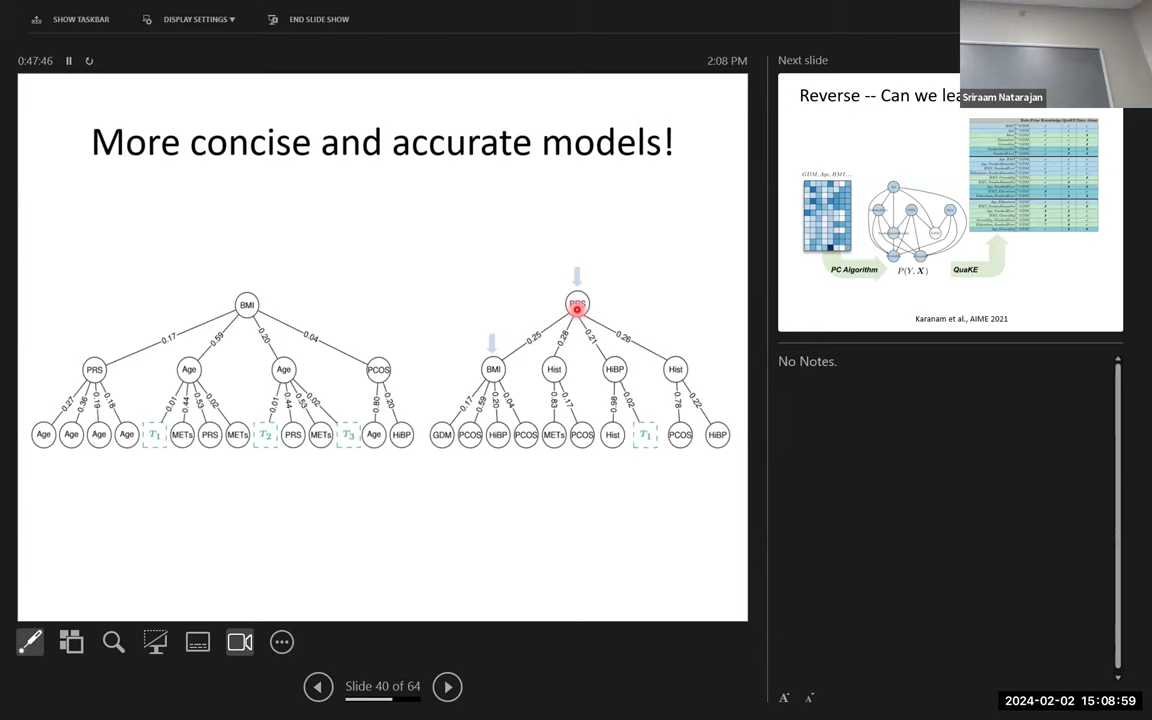 SHOW TASKBAR
DISPLAY SETTINGS ▼
END SLIDE SHOW
0:47:46
2:08 PM
Next slide
More concise and accurate models!
BMI
0.17
0.59
0.20
0.04
PRS
Age
Age
PCOS
0.27
0.36
0.19
0.18
0.01
0.44
0.53
0.02
0.01
0.44
0.53
0.02
0.80
0.20
Age
Age
Age
Age
T1
METs
PRS
METs
T2
PRS
METs
T3
Age
HiBP
PRS
0.25
0.28
0.21
0.26
BMI
Hist
HiBP
Hist
0.17
0.59
0.20
0.04
0.83
0.17
0.98
0.02
0.78
0.22
GDM
PCOS
HiBP
PCOS
METs
PCOS
Hist
T1
PCOS
HiBP
Reverse -- Can we lea
Sriraam Natarajan
GDM, Age, BMI, ...
PC Algorithm
P(Y, X)
QuaKE
Karanam et al., AIME 2021
No Notes.
Slide 40 of 64
A
A
2024-02-02 15:08:59